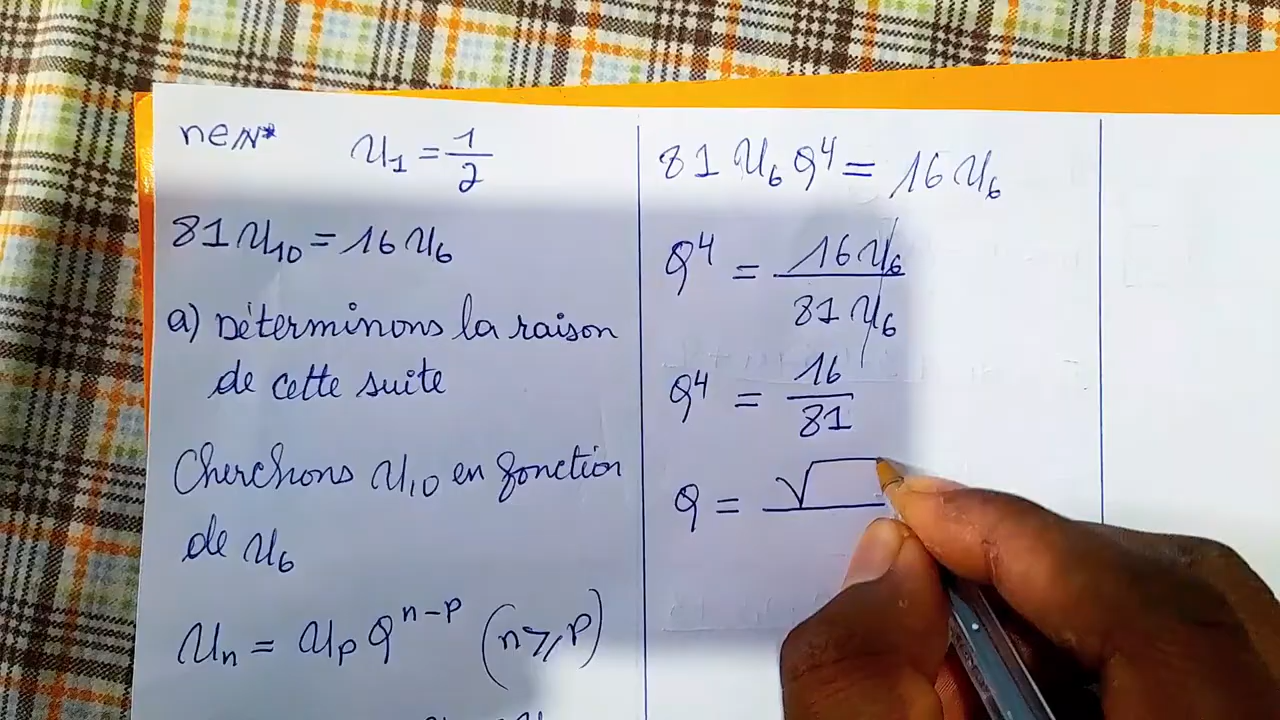 n∈ℕ* U₁ = 1/2
81 U₁₀ = 16 U₆
a) Déterminons la raison
de cette suite
Cherchons U₁₀ en fonction
de U₆
Uₙ = Uₚ Qⁿ⁻ᵖ (n ⩾ p)
81 U₆ Q⁴ = 16 U₆
Q⁴ = 16 U₆ / 81 U₆
Q⁴ = 16/81
Q = √